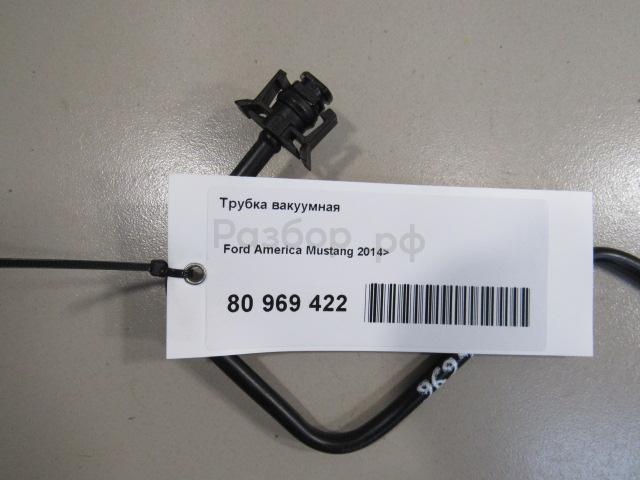 Трубка вакуумная
Разбор.рф
Ford America Mustang 2014>
80 969 422